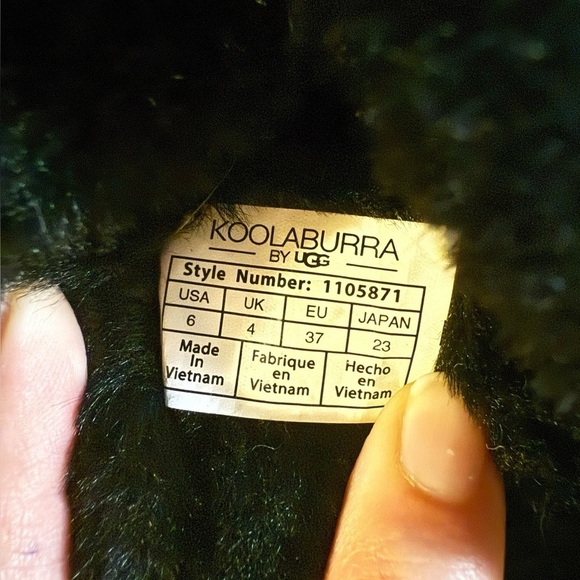 KOOLABURRA
BY UGG
Style Number: 1105871
USA UK EU JAPAN
6 4 37 23
Made In Vietnam Fabrique en Vietnam Hecho en Vietnam